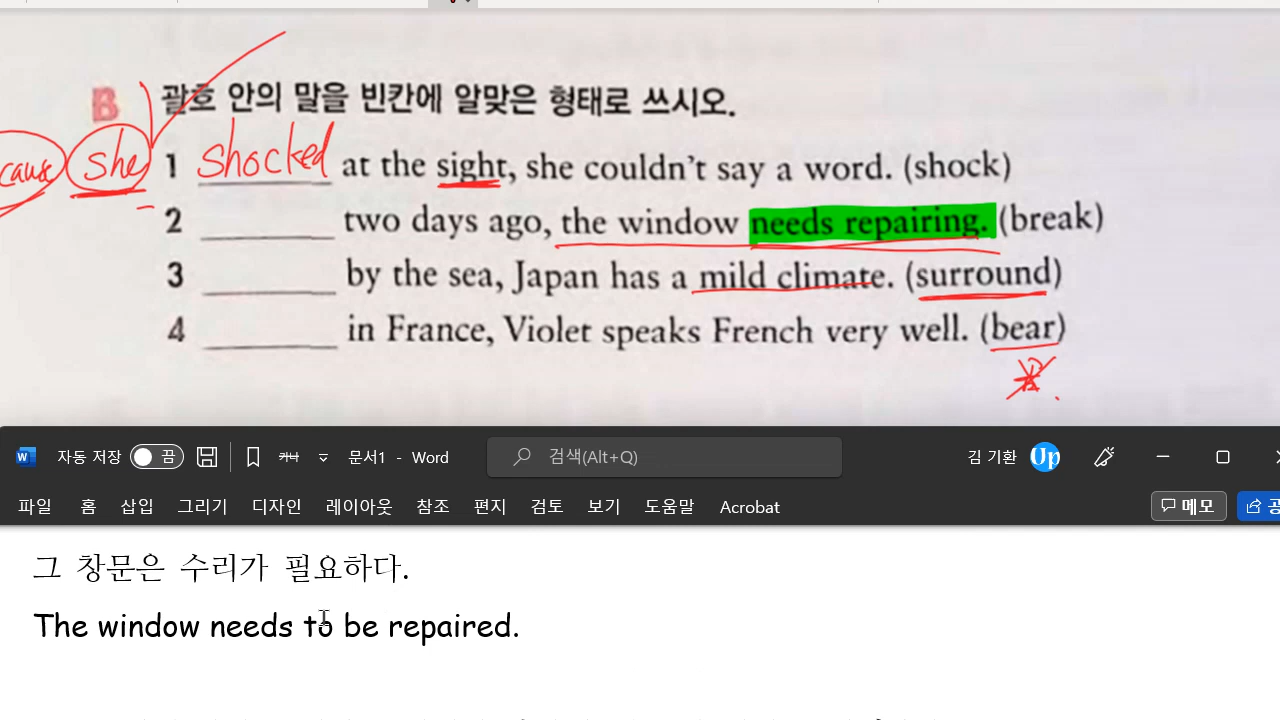 B 괄호 안의 말을 빈칸에 알맞은 형태로 쓰시오.
cause she 1 Shocked at the sight, she couldn't say a word. (shock)
2 two days ago, the window needs repairing. (break)
3 by the sea, Japan has a mild climate. (surround)
4 in France, Violet speaks French very well. (bear)
자동 저장 끔 가나 문서1 - Word 검색(Alt+Q) 김 기환 Up
파일 홈 삽입 그리기 디자인 레이아웃 참조 편지 검토 보기 도움말 Acrobat 메모
그 창문은 수리가 필요하다.
The window needs to be repaired.